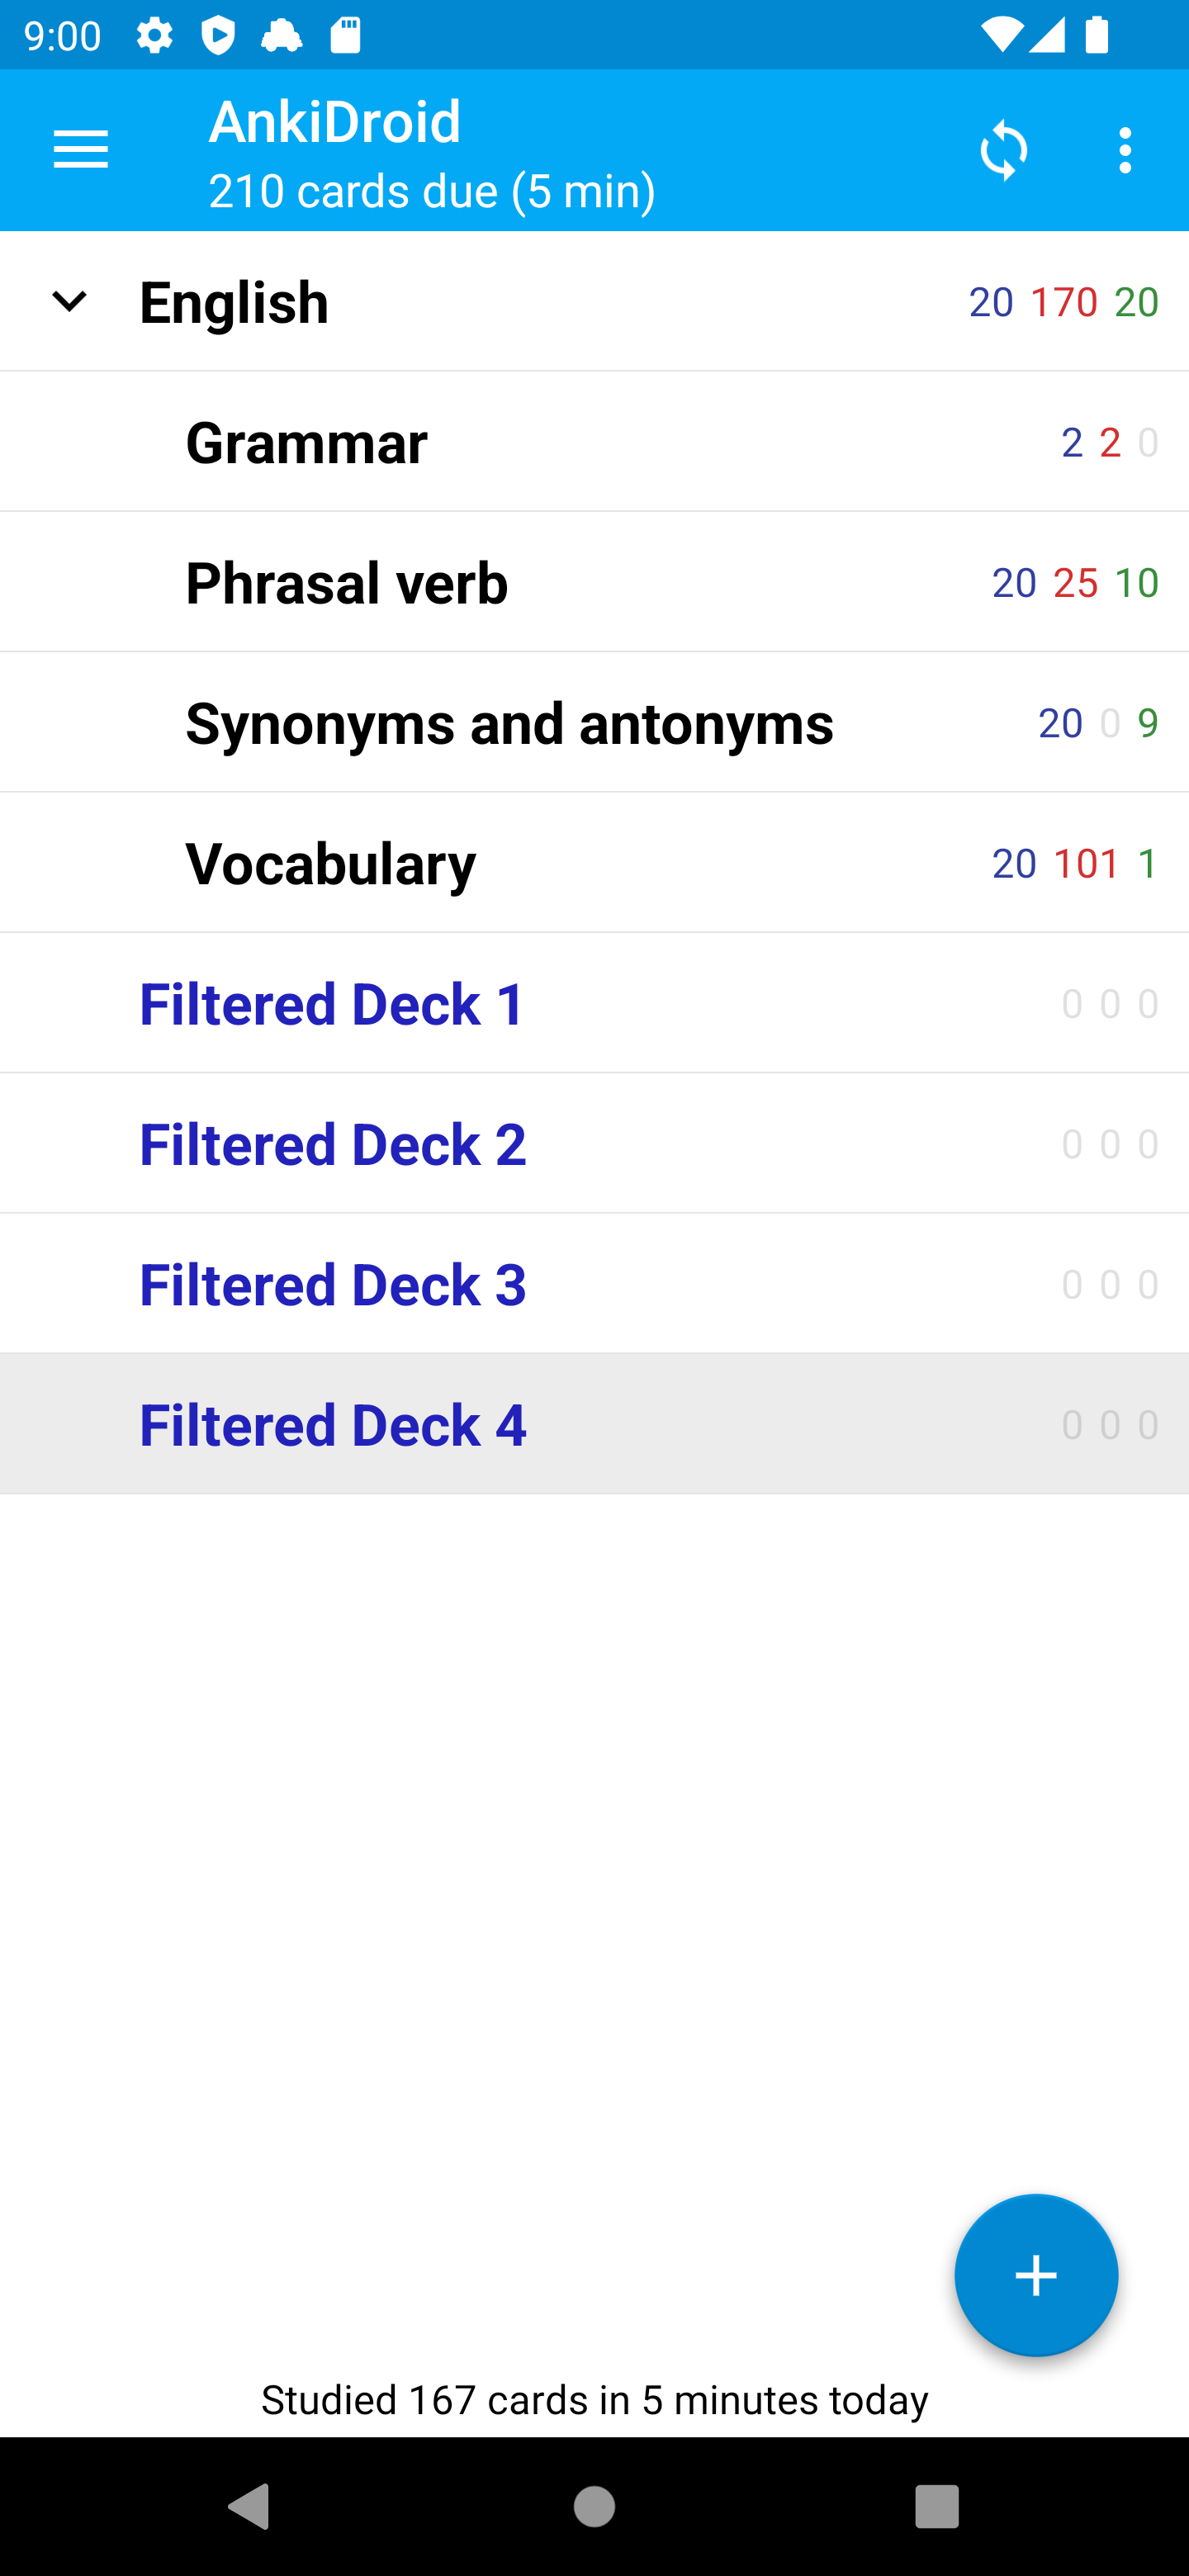 9:00
AnkiDroid
210 cards due (5 min)
English 20 170 20
Grammar 2 2 0
Phrasal verb 20 25 10
Synonyms and antonyms 20 0 9
Vocabulary 20 101 1
Filtered Deck 1 0 0 0
Filtered Deck 2 0 0 0
Filtered Deck 3 0 0 0
Filtered Deck 4 0 0 0
Studied 167 cards in 5 minutes today